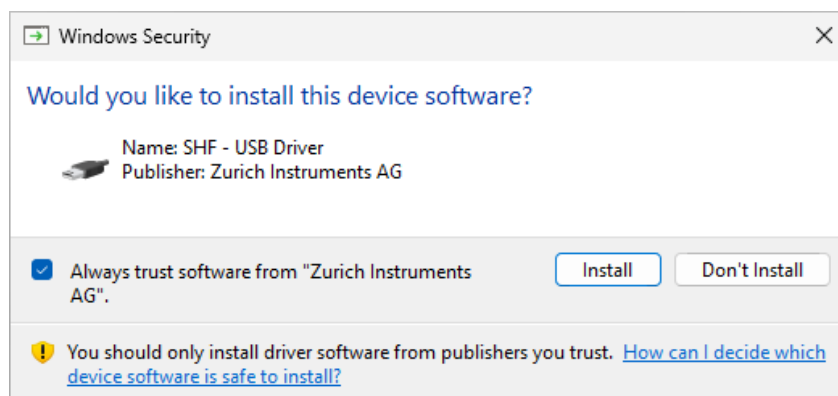 Windows Security
Would you like to install this device software?
Name: SHF - USB Driver
Publisher: Zurich Instruments AG
Always trust software from "Zurich Instruments
AG".
Install
Don't Install
You should only install driver software from publishers you trust. How can I decide which
device software is safe to install?